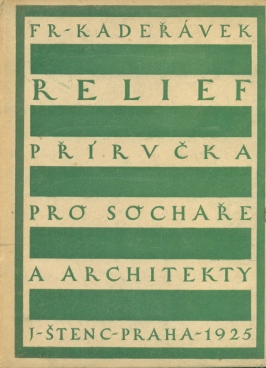 FR-KADEŘÁVEK
RELIEF
PŘÍRUČKA
PRO SOCHAŘE
A ARCHITEKTY
J-ŠTENC-PRAHA-1925